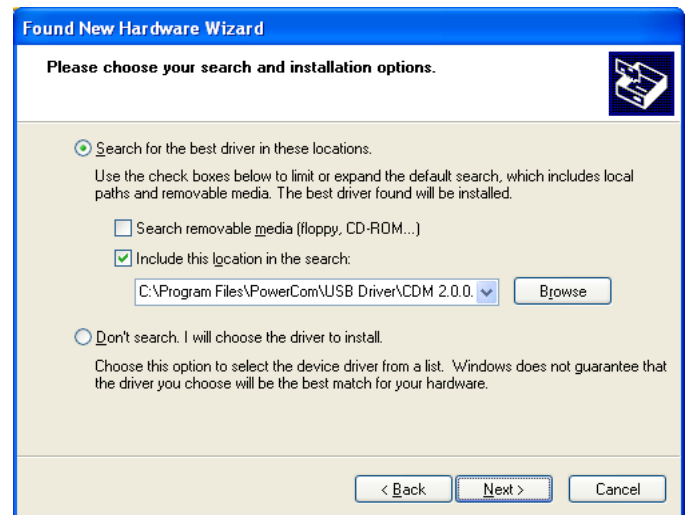 Found New Hardware Wizard
Please choose your search and installation options.
Search for the best driver in these locations.
Use the check boxes below to limit or expand the default search, which includes local
paths and removable media. The best driver found will be installed.
Search removable media (floppy, CD-ROM...)
Include this location in the search:
C:\Program Files\PowerCom\USB Driver\CDM 2.0.0.
Browse
Don't search. I will choose the driver to install.
Choose this option to select the device driver from a list. Windows does not guarantee that
the driver you choose will be the best match for your hardware.
< Back
Next >
Cancel